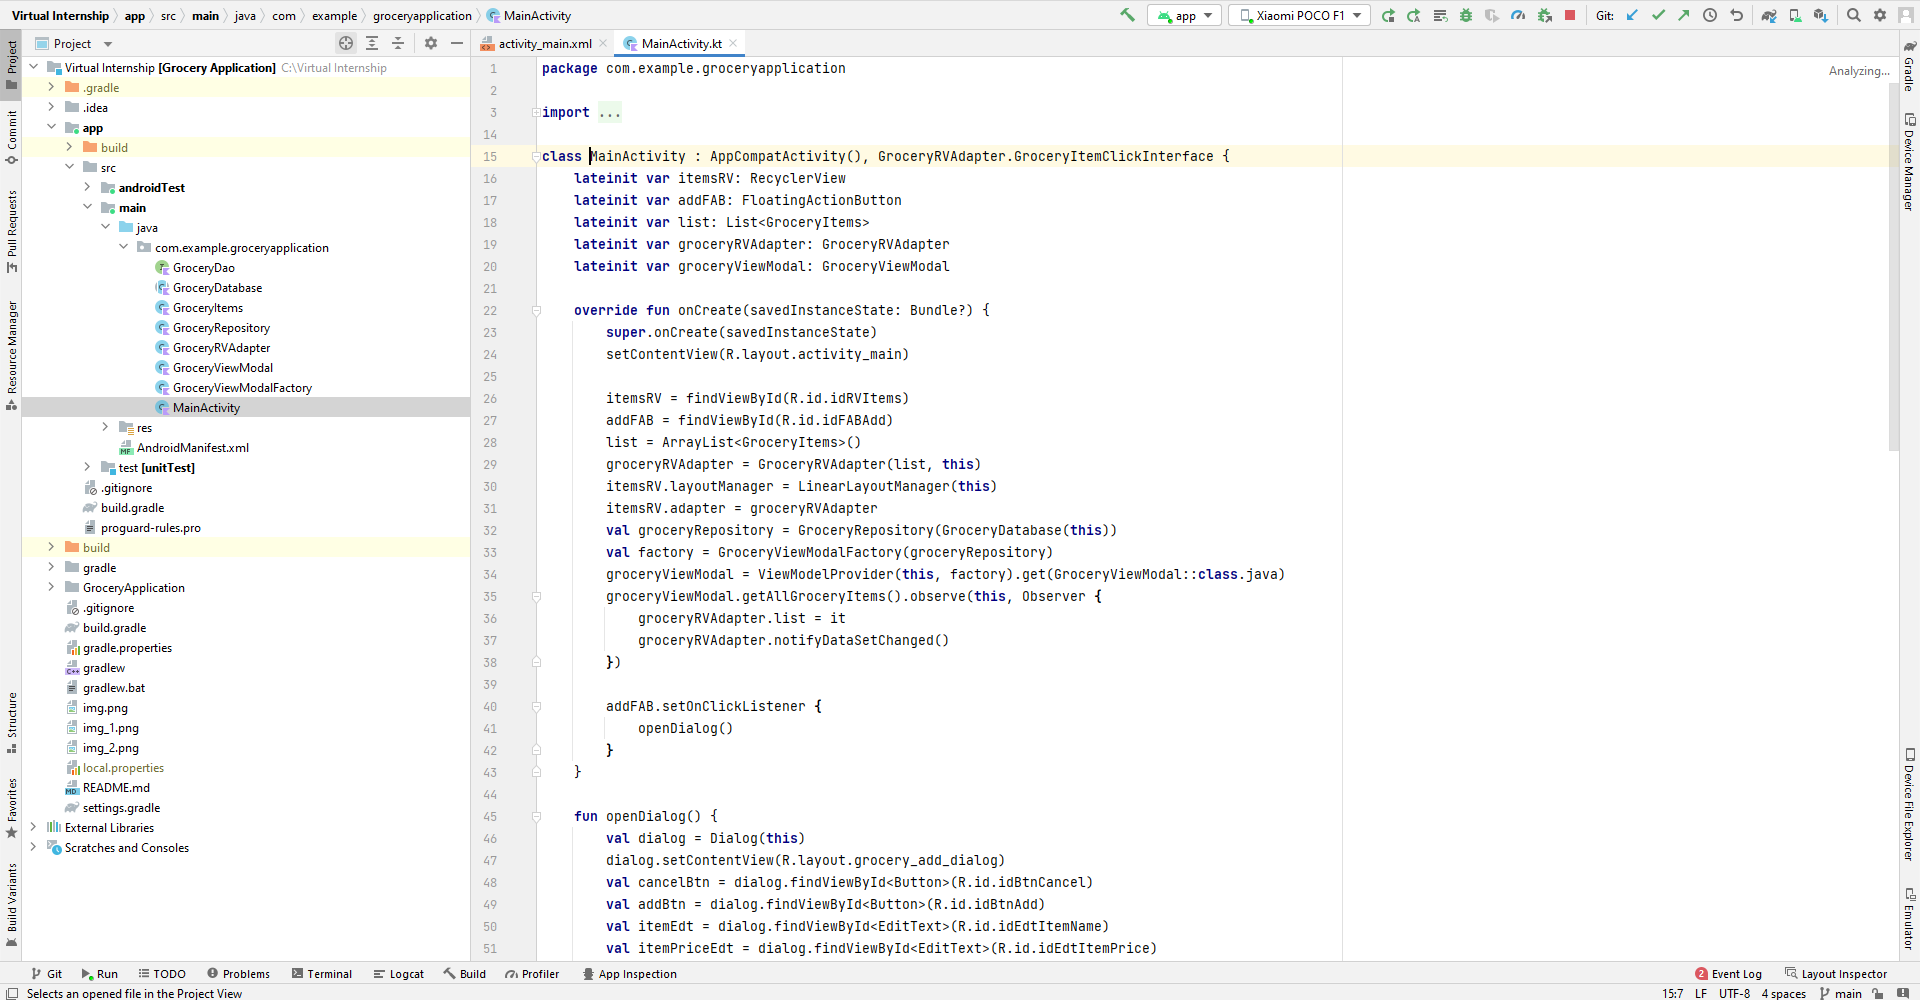 Virtual Internship app src main java com example groceryapplication MainActivity
app Xiaomi POCO F1 Git:
Project
activity_main.xml MainActivity.kt
Project
Commit
Pull Requests
Resource Manager
Structure
Favorites
Build Variants
Virtual Internship [Grocery Application] C:\Virtual Internship
.gradle
.idea
app
build
src
androidTest
main
java
com.example.groceryapplication
GroceryDao
GroceryDatabase
GroceryItems
GroceryRepository
GroceryRVAdapter
GroceryViewModal
GroceryViewModalFactory
MainActivity
res
AndroidManifest.xml
test [unitTest]
.gitignore
build.gradle
proguard-rules.pro
build
gradle
GroceryApplication
.gitignore
build.gradle
gradle.properties
gradlew
gradlew.bat
img.png
img_1.png
img_2.png
local.properties
README.md
settings.gradle
External Libraries
Scratches and Consoles
1 package com.example.groceryapplication
2
3 import ...
14
15 class MainActivity : AppCompatActivity(), GroceryRVAdapter.GroceryItemClickInterface {
16 lateinit var itemsRV: RecyclerView
17 lateinit var addFAB: FloatingActionButton
18 lateinit var list: List<GroceryItems>
19 lateinit var groceryRVAdapter: GroceryRVAdapter
20 lateinit var groceryViewModal: GroceryViewModal
21
22 override fun onCreate(savedInstanceState: Bundle?) {
23 super.onCreate(savedInstanceState)
24 setContentView(R.layout.activity_main)
25
26 itemsRV = findViewById(R.id.idRVItems)
27 addFAB = findViewById(R.id.idFABAdd)
28 list = ArrayList<GroceryItems>()
29 groceryRVAdapter = GroceryRVAdapter(list, this)
30 itemsRV.layoutManager = LinearLayoutManager(this)
31 itemsRV.adapter = groceryRVAdapter
32 val groceryRepository = GroceryRepository(GroceryDatabase(this))
33 val factory = GroceryViewModalFactory(groceryRepository)
34 groceryViewModal = ViewModelProvider(this, factory).get(GroceryViewModal::class.java)
35 groceryViewModal.getAllGroceryItems().observe(this, Observer {
36 groceryRVAdapter.list = it
37 groceryRVAdapter.notifyDataSetChanged()
38 })
39
40 addFAB.setOnClickListener {
41 openDialog()
42 }
43 }
44
45 fun openDialog() {
46 val dialog = Dialog(this)
47 dialog.setContentView(R.layout.grocery_add_dialog)
48 val cancelBtn = dialog.findViewById<Button>(R.id.idBtnCancel)
49 val addBtn = dialog.findViewById<Button>(R.id.idBtnAdd)
50 val itemEdt = dialog.findViewById<EditText>(R.id.idEdtItemName)
51 val itemPriceEdt = dialog.findViewById<EditText>(R.id.idEdtItemPrice)
Analyzing...
Gradle
Device Manager
Device File Explorer
Emulator
Git Run TODO Problems Terminal Logcat Build Profiler App Inspection 2 Event Log Layout Inspector
Selects an opened file in the Project View 15:7 LF UTF-8 4 spaces main